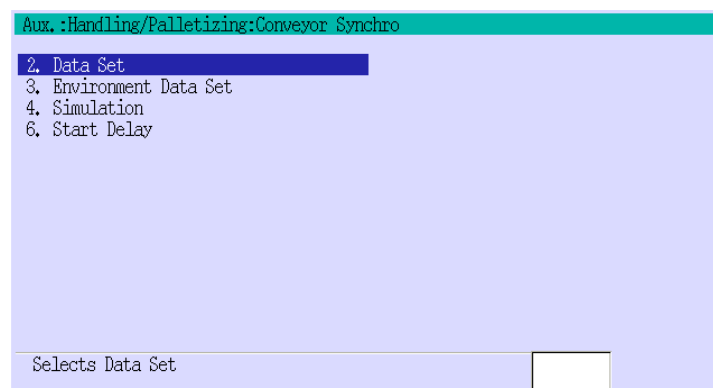 Aux.:Handling/Palletizing:Conveyor Synchro
2. Data Set
3. Environment Data Set
4. Simulation
6. Start Delay
Selects Data Set